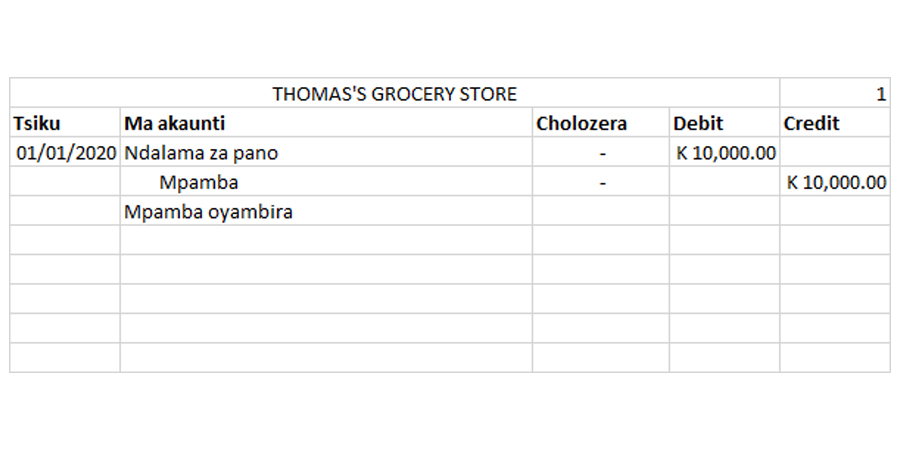 THOMAS'S GROCERY STORE 1
Tsiku Ma akaunti Cholozera Debit Credit
01/01/2020 Ndalama za pano - K 10,000.00
Mpamba - K 10,000.00
Mpamba oyambira